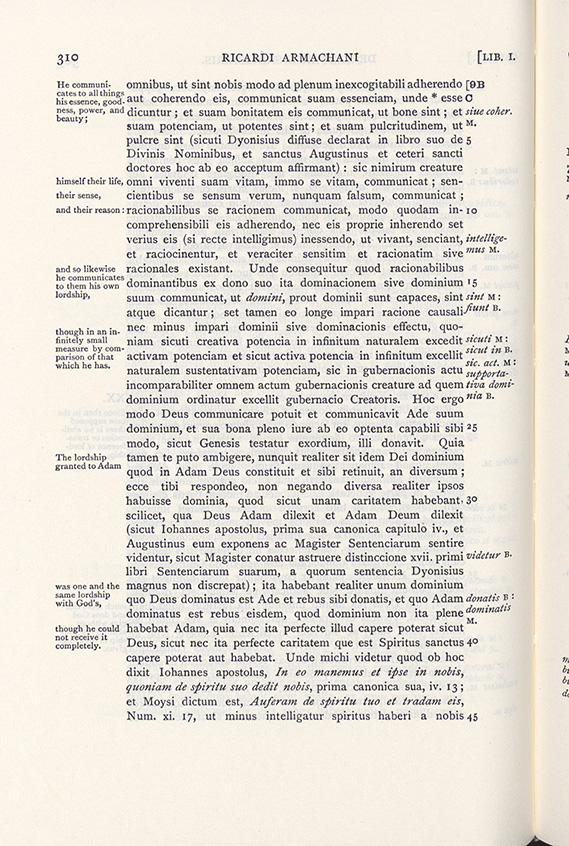 310 RICARDI ARMACHANI [LIB. I.
He communi- omnibus, ut sint nobis modo ad plenum inexcogitabili adherendo [9B
cates to all things
his essence, good- aut coherendo eis, communicat suam essenciam, unde * esse C
ness, power, and dicuntur ; et suam bonitatem eis communicat, ut bone sint ; et siue coher.
beauty ;
suam potenciam, ut potentes sint ; et suam pulcritudinem, ut M.
pulcre sint (sicuti Dyonisius diffuse declarat in libro suo de 5
Divinis Nominibus, et sanctus Augustinus et ceteri sancti
doctores hoc ab eo acceptum affirmant) : sic nimirum creature
himself their life, omni viventi suam vitam, immo se vitam, communicat ; sen-
their sense, cientibus se sensum verum, nunquam falsum, communicat ;
and their reason : racionabilibus se racionem communicat, modo quodam in- 10
comprehensibili eis adherendo, nec eis proprie inherendo set
verius eis (si recte intelligimus) inessendo, ut vivant, senciant, intellige-
et raciocinentur, et veraciter sensitim et racionatim sive mus M.
and so likewise racionales existant. Unde consequitur quod racionabilibus
he communicates
to them his own dominantibus ex dono suo ita dominacionem sive dominium 15
lordship, suum communicat, ut domini, prout dominii sunt capaces, sint sint M :
atque dicantur ; set tamen eo longe impari racione causali fiunt B.
though in an in- nec minus impari dominii sive dominacionis effectu, quo-
finitely small niam sicuti creativa potencia in infinitum naturalem excedit sicuti M :
measure by com- activam potenciam et sicut activa potencia in infinitum excellit sicut in B.
parison of that
which he has. naturalem sustentativam potenciam, sic in gubernacionis actu sic. act. M :
supporta-
incomparabiliter omnem actum gubernacionis creature ad quem tiva domi-
dominium ordinatur excellit gubernacio Creatoris. Hoc ergo nia B.
modo Deus communicare potuit et communicavit Ade suum
dominium, et sua bona pleno iure ab eo optenta capabili sibi 25
modo, sicut Genesis testatur exordium, illi donavit. Quia
The lordship tamen te puto ambigere, nunquit realiter sit idem Dei dominium
granted to Adam quod in Adam Deus constituit et sibi retinuit, an diversum ;
ecce tibi respondeo, non negando diversa realiter ipsos
habuisse dominia, quod sicut unam caritatem habebant, 30
scilicet, qua Deus Adam dilexit et Adam Deum dilexit
(sicut Iohannes apostolus, prima sua canonica capitulo iv., et
Augustinus eum exponens ac Magister Sentenciarum sentire
videntur, sicut Magister conatur astruere distinccione xvii. primi videtur B.
libri Sentenciarum suarum, a quorum sentencia Dyonisius
was one and the magnus non discrepat) ; ita habebant realiter unum dominium
same lordship
with God's, quo Deus dominatus est Ade et rebus sibi donatis, et quo Adam donatis B :
dominatus est rebus eisdem, quod dominium non ita plene dominatis
M.
though he could habebat Adam, quia nec ita perfecte illud capere poterat sicut
not receive it Deus, sicut nec ita perfecte caritatem que est Spiritus sanctus 40
completely.
capere poterat aut habebat. Unde michi videtur quod ob hoc
dixit Iohannes apostolus, In eo manemus et ipse in nobis,
quoniam de spiritu suo dedit nobis, prima canonica sua, iv. 13 ;
et Moysi dictum est, Auferam de spiritu tuo et tradam eis,
Num. xi. 17, ut minus intelligatur spiritus haberi a nobis 45